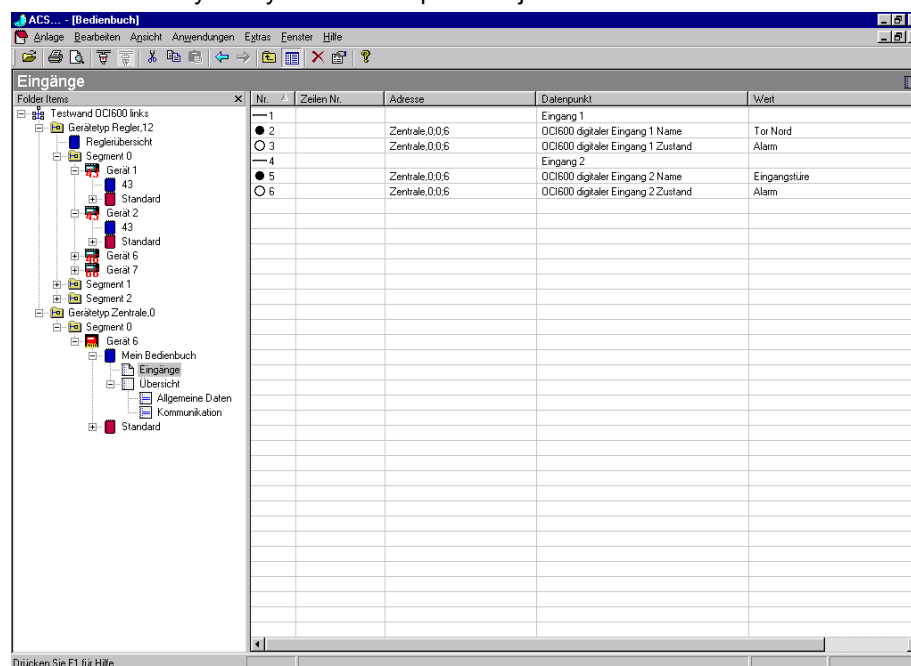 ACS... - [Bedienbuch]
Anlage Bearbeiten Ansicht Anwendungen Extras Fenster Hilfe
Eingänge
Folder Items
Nr. Zeilen Nr. Adresse Datenpunkt Wert
Testwand OCI600 links
Gerätetyp Regler,12
Reglerübersicht
Segment 0
Gerät 1
43
Standard
Gerät 2
43
Standard
Gerät 6
Gerät 7
Segment 1
Segment 2
Gerätetyp Zentrale,0
Segment 0
Gerät 6
Mein Bedienbuch
Eingänge
Übersicht
Allgemeine Daten
Kommunikation
Standard
1 Eingang 1
2 Zentrale,0;0;6 OCI600 digitaler Eingang 1 Name Tor Nord
3 Zentrale,0;0;6 OCI600 digitaler Eingang 1 Zustand Alarm
4 Eingang 2
5 Zentrale,0;0;6 OCI600 digitaler Eingang 2 Name Eingangstüre
6 Zentrale,0;0;6 OCI600 digitaler Eingang 2 Zustand Alarm
Drücken Sie F1 für Hilfe